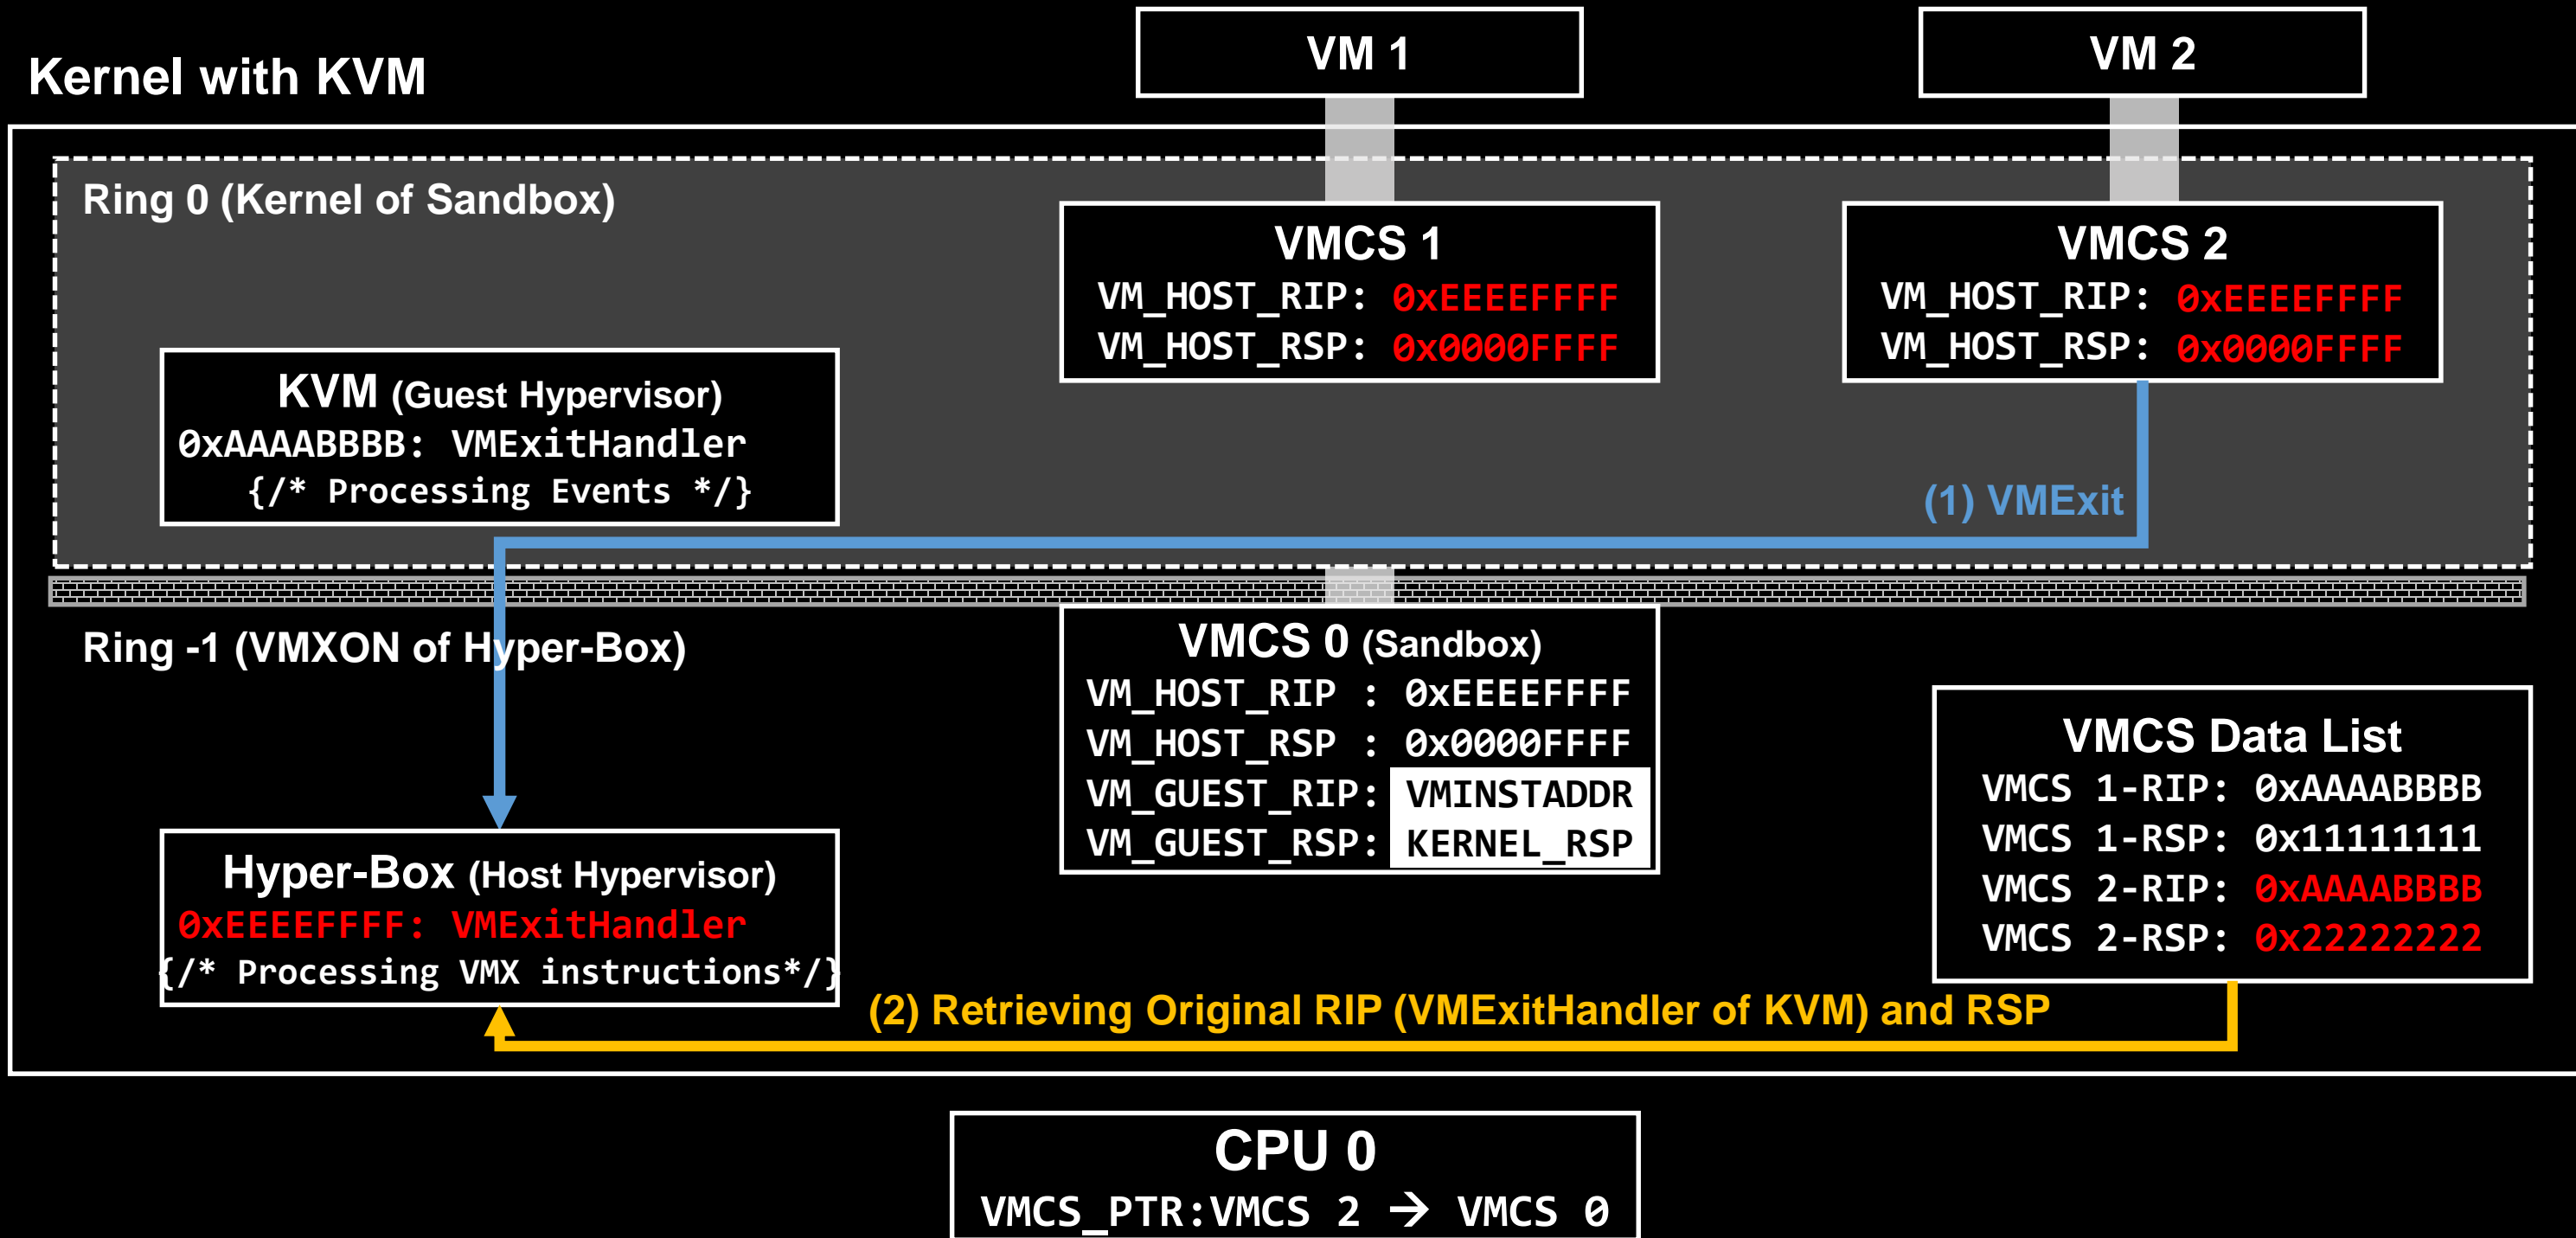 Kernel with KVM
VM 1
VM 2
Ring 0 (Kernel of Sandbox)
VMCS 1
VM_HOST_RIP: 0xEEEEFFFF
VM_HOST_RSP: 0x0000FFFF
VMCS 2
VM_HOST_RIP: 0xEEEEFFFF
VM_HOST_RSP: 0x0000FFFF
KVM (Guest Hypervisor)
0xAAAABBBB: VMExitHandler
{/* Processing Events */}
(1) VMExit
Ring -1 (VMXON of Hyper-Box)
VMCS 0 (Sandbox)
VM_HOST_RIP : 0xEEEEFFFF
VM_HOST_RSP : 0x0000FFFF
VM_GUEST_RIP: VMINSTADDR
VM_GUEST_RSP: KERNEL_RSP
VMCS Data List
VMCS 1-RIP: 0xAAAABBBB
VMCS 1-RSP: 0x11111111
VMCS 2-RIP: 0xAAAABBBB
VMCS 2-RSP: 0x22222222
Hyper-Box (Host Hypervisor)
0xEEEEFFFF: VMExitHandler
{/* Processing VMX instructions*/}
(2) Retrieving Original RIP (VMExitHandler of KVM) and RSP
CPU 0
VMCS_PTR:VMCS 2 → VMCS 0